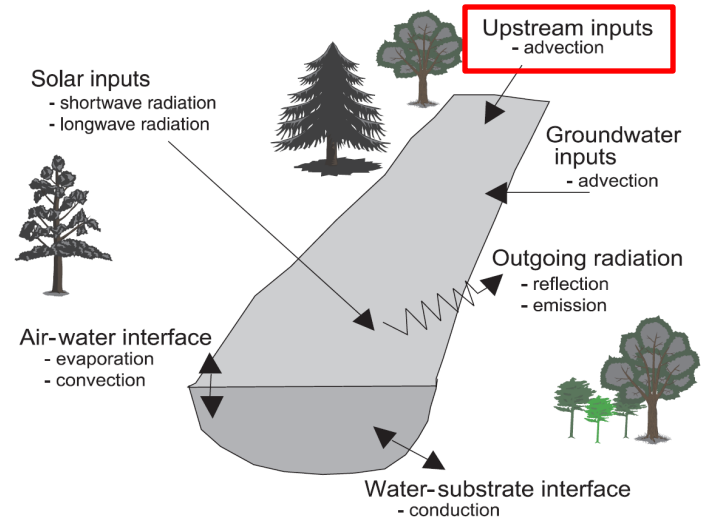 Upstream inputs
- advection
Solar inputs
- shortwave radiation
- longwave radiation
Groundwater
inputs
- advection
Outgoing radiation
- reflection
- emission
Air-water interface
- evaporation
- convection
Water-substrate interface
- conduction